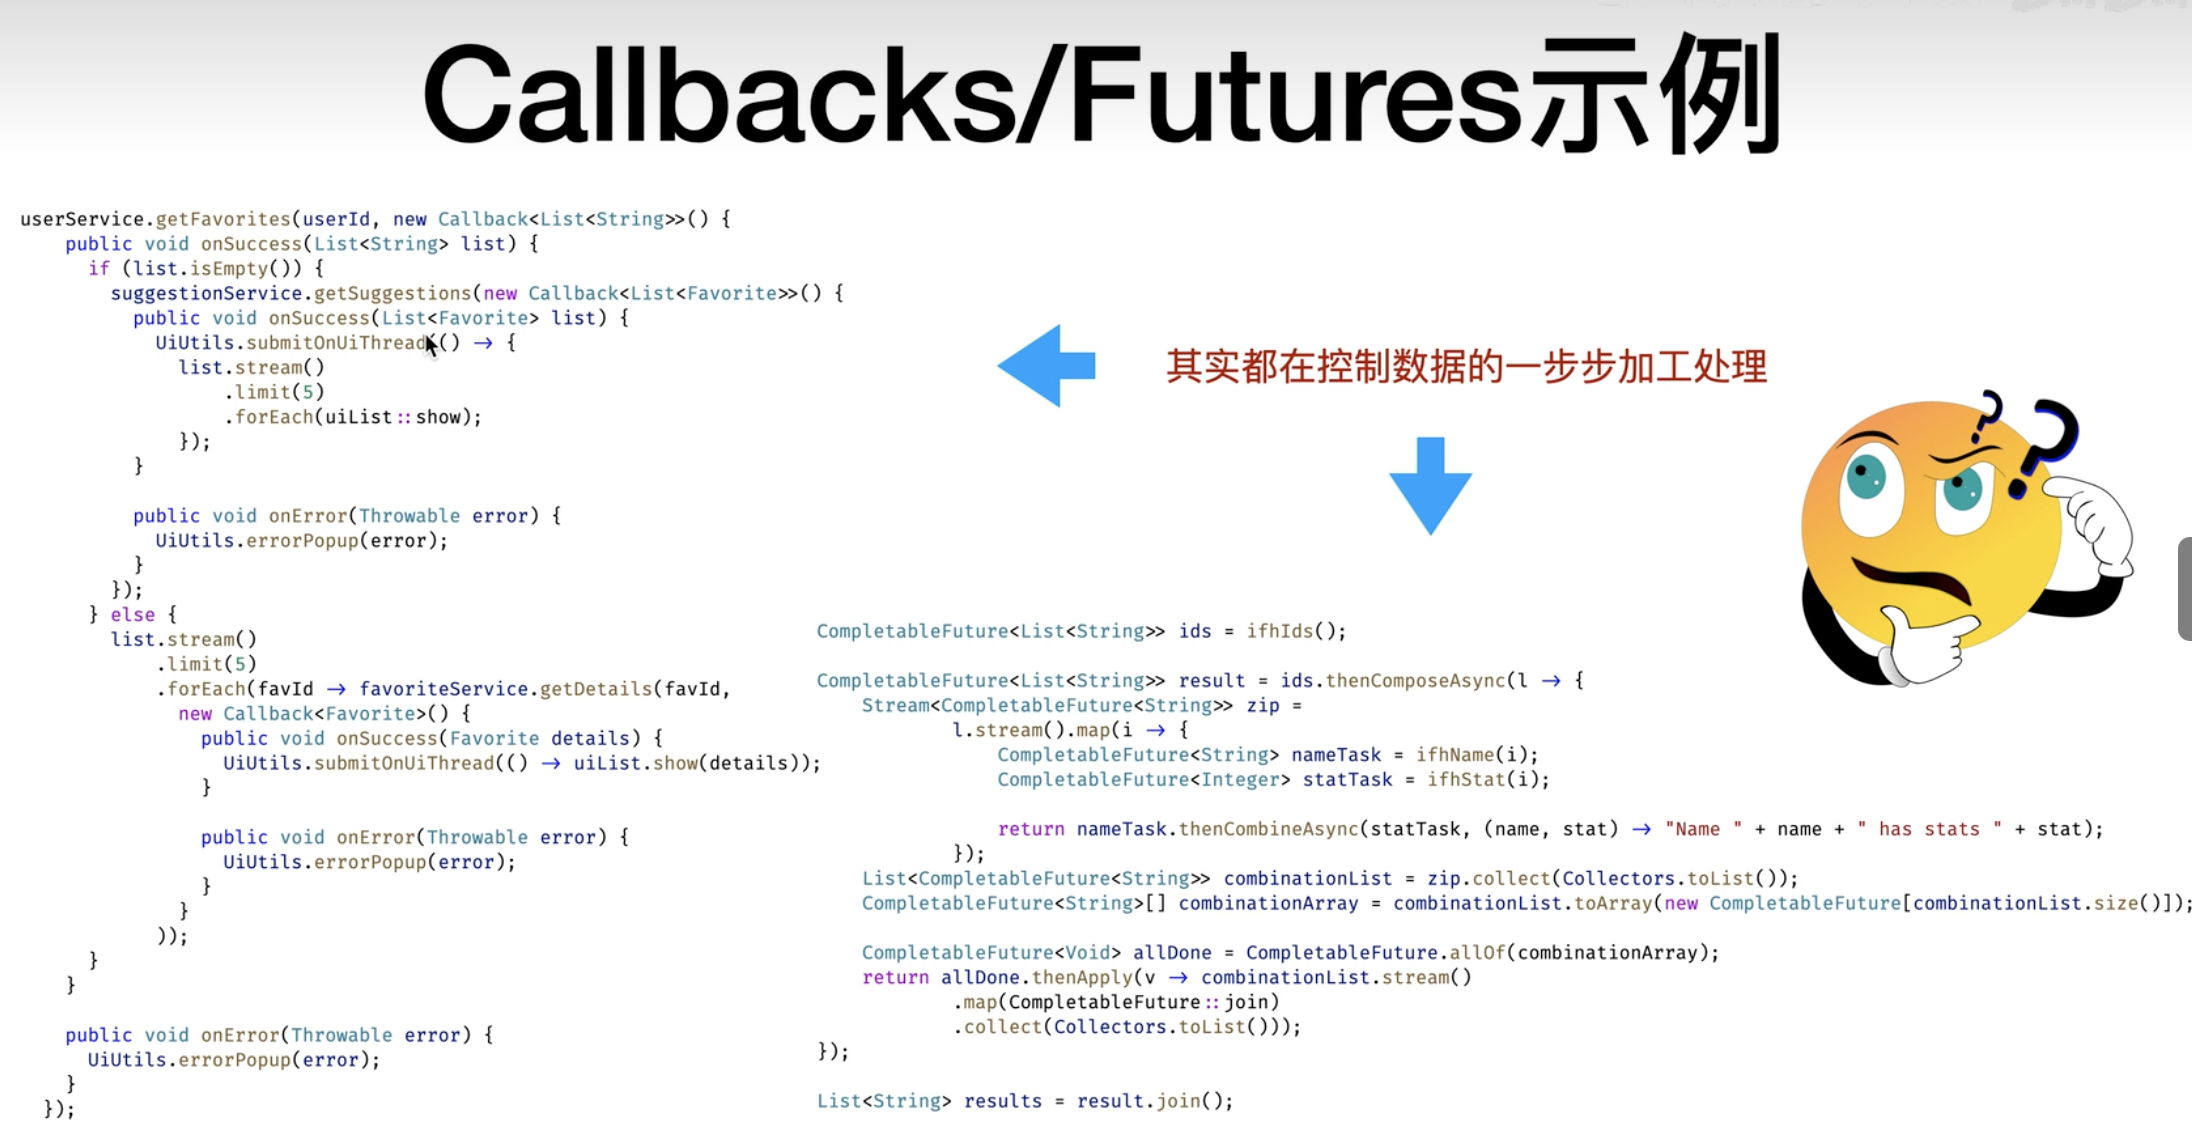 Callbacks/Futures示例
userService.getFavorites(userId, new Callback<List<String>>() {
public void onSuccess(List<String> list) {
if (list.isEmpty()) {
suggestionService.getSuggestions(new Callback<List<Favorite>>() {
public void onSuccess(List<Favorite> list) {
UiUtils.submitOnUiThread(() → {
list.stream()
.limit(5)
.forEach(uiList::show);
});
}
public void onError(Throwable error) {
UiUtils.errorPopup(error);
}
});
} else {
list.stream()
.limit(5)
.forEach(favId → favoriteService.getDetails(favId,
new Callback<Favorite>() {
public void onSuccess(Favorite details) {
UiUtils.submitOnUiThread(() → uiList.show(details));
}
public void onError(Throwable error) {
UiUtils.errorPopup(error);
}
}
));
}
}
public void onError(Throwable error) {
UiUtils.errorPopup(error);
}
});
其实都在控制数据的一步步加工处理
? ?
CompletableFuture<List<String>> ids = ifhIds();
CompletableFuture<List<String>> result = ids.thenComposeAsync(l → {
Stream<CompletableFuture<String>> zip =
l.stream().map(i → {
CompletableFuture<String> nameTask = ifhName(i);
CompletableFuture<Integer> statTask = ifhStat(i);
return nameTask.thenCombineAsync(statTask, (name, stat) → "Name " + name + " has stats " + stat);
});
List<CompletableFuture<String>> combinationList = zip.collect(Collectors.toList());
CompletableFuture<String>[] combinationArray = combinationList.toArray(new CompletableFuture[combinationList.size()]);
CompletableFuture<Void> allDone = CompletableFuture.allOf(combinationArray);
return allDone.thenApply(v → combinationList.stream()
.map(CompletableFuture::join)
.collect(Collectors.toList()));
});
List<String> results = result.join();